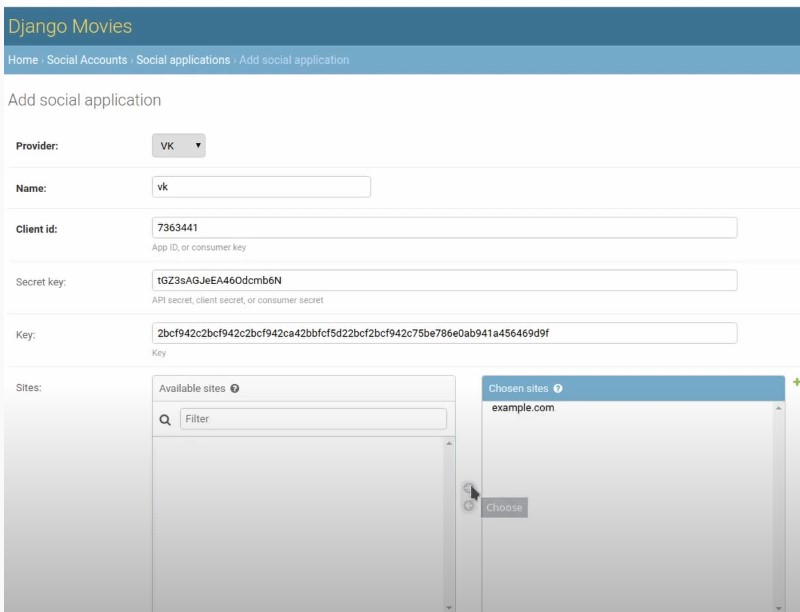 Django Movies
Home › Social Accounts › Social applications › Add social application
Add social application
Provider: VK
Name: vk
Client id: 7363441
App ID, or consumer key
Secret key: tGZ3sAGJeEA46Odcmb6N
API secret, client secret, or consumer secret
Key: 2bcf942c2bcf942c2bcf942ca42bbfcf5d22bcf2bcf942c75be786e0ab941a456469d9f
Key
Sites: Available sites Chosen sites
Filter example.com
Choose